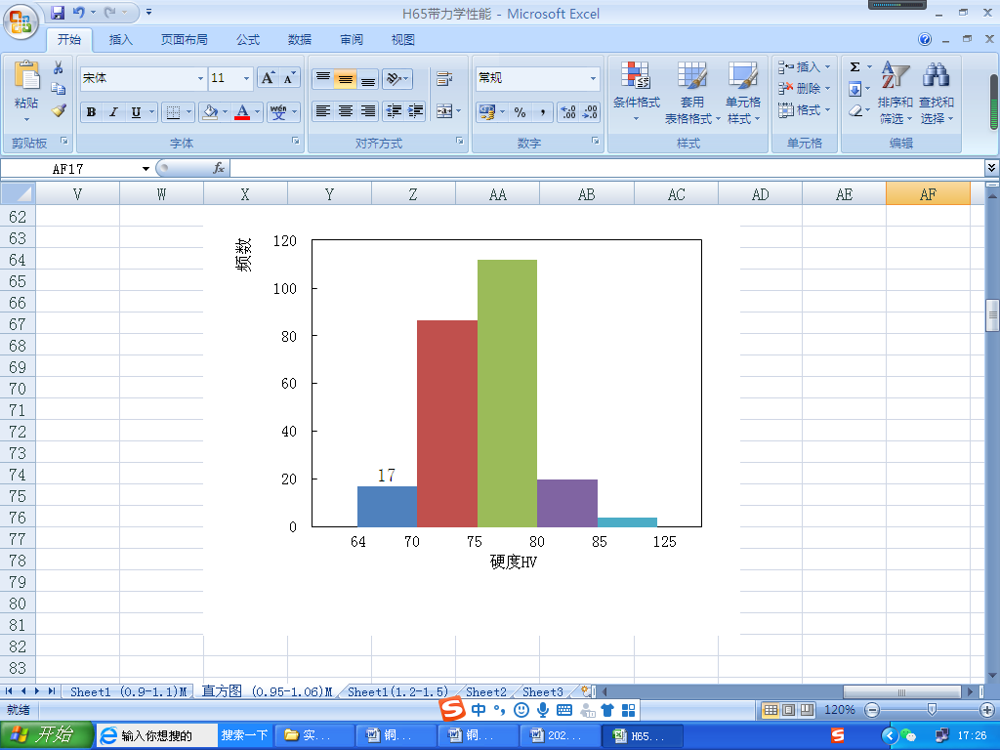 H65带力学性能 - Microsoft Excel
开始 插入 页面布局 公式 数据 审阅 视图
粘贴
宋体 11 A A
B I U A wén 变
常规
% ,
条件格式
套用 表格格式
单元格 样式
插入
删除
格式
Σ
排序和 筛选
查找和 选择
剪贴板 字体 对齐方式 数字 样式 单元格 编辑
AF17 fx
V W X Y Z AA AB AC AD AE AF
62
63
64
65
66
67
68
69
70
71
72
73
74
75
76
77
78
79
80
81
82
83
频数
120
100
80
60
40
20
0
17
64 70 75 80 85 125
硬度HV
Sheet1 (0.9-1.1)M 直方图 (0.95-1.06)M Sheet1(1.2-1.5) Sheet2 Sheet3
就绪
中
120%
开始 输入你想搜的 搜索一下 实... 铜... 铜... 202... H65... 17:26